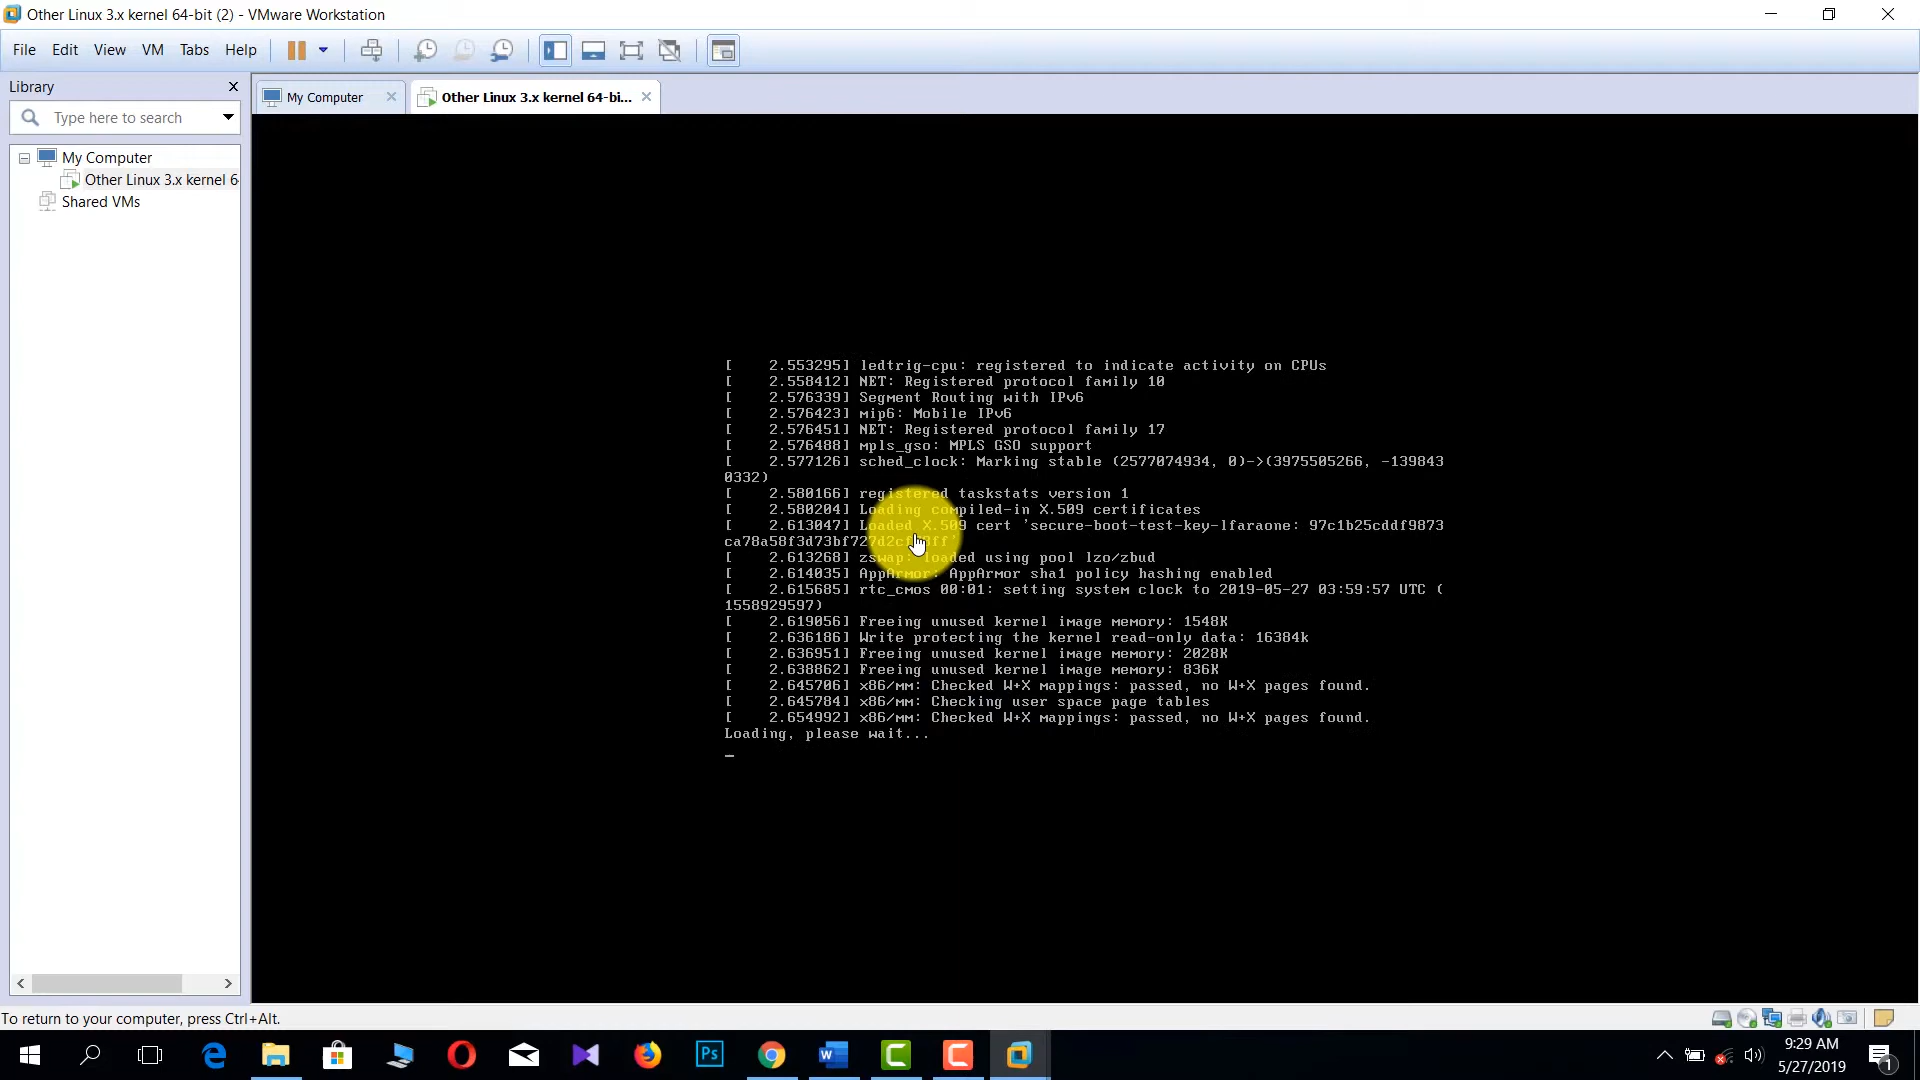 Other Linux 3.x kernel 64-bit (2) - VMware Workstation
File Edit View VM Tabs Help
Library
My Computer
Other Linux 3.x kernel 64-bi...
Type here to search
My Computer
Other Linux 3.x kernel 6
Shared VMs
[    2.553295] ledtrig-cpu: registered to indicate activity on CPUs
[    2.558412] NET: Registered protocol family 10
[    2.576339] Segment Routing with IPv6
[    2.576423] mip6: Mobile IPv6
[    2.576451] NET: Registered protocol family 17
[    2.576488] mpls_gso: MPLS GSO support
[    2.577126] sched_clock: Marking stable (2577074934, 0)->(3975505266, -139843
0332)
[    2.580166] registered taskstats version 1
[    2.580204] Loading compiled-in X.509 certificates
[    2.613047] Loaded X.509 cert 'secure-boot-test-key-lfaraone: 97c1b25cddf9873
[    2.613268] zswap: loaded using pool lzo/zbud
[    2.614035] AppArmor: AppArmor sha1 policy hashing enabled
[    2.615685] rtc_cmos 00:01: setting system clock to 2019-05-27 03:59:57 UTC (
1558929597)
[    2.619056] Freeing unused kernel image memory: 1548K
[    2.636186] Write protecting the kernel read-only data: 16384k
[    2.636951] Freeing unused kernel image memory: 2028K
[    2.638862] Freeing unused kernel image memory: 836K
[    2.645706] x86/mm: Checked W+X mappings: passed, no W+X pages found.
[    2.645784] x86/mm: Checking user space page tables
[    2.654992] x86/mm: Checked W+X mappings: passed, no W+X pages found.
Loading, please wait...
_
To return to your computer, press Ctrl+Alt.
Ps
9:29 AM
5/27/2019
1